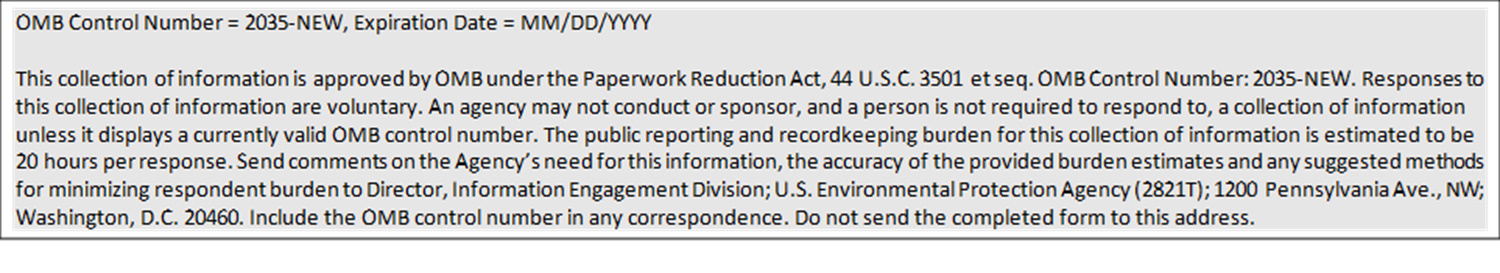 OMB Control Number = 2035-NEW, Expiration Date = MM/DD/YYYY
This collection of information is approved by OMB under the Paperwork Reduction Act, 44 U.S.C. 3501 et seq. OMB Control Number: 2035-NEW. Responses to
this collection of information are voluntary. An agency may not conduct or sponsor, and a person is not required to respond to, a collection of information
unless it displays a currently valid OMB control number. The public reporting and recordkeeping burden for this collection of information is estimated to be
20 hours per response. Send comments on the Agency’s need for this information, the accuracy of the provided burden estimates and any suggested methods
for minimizing respondent burden to Director, Information Engagement Division; U.S. Environmental Protection Agency (2821T); 1200 Pennsylvania Ave., NW;
Washington, D.C. 20460. Include the OMB control number in any correspondence. Do not send the completed form to this address.